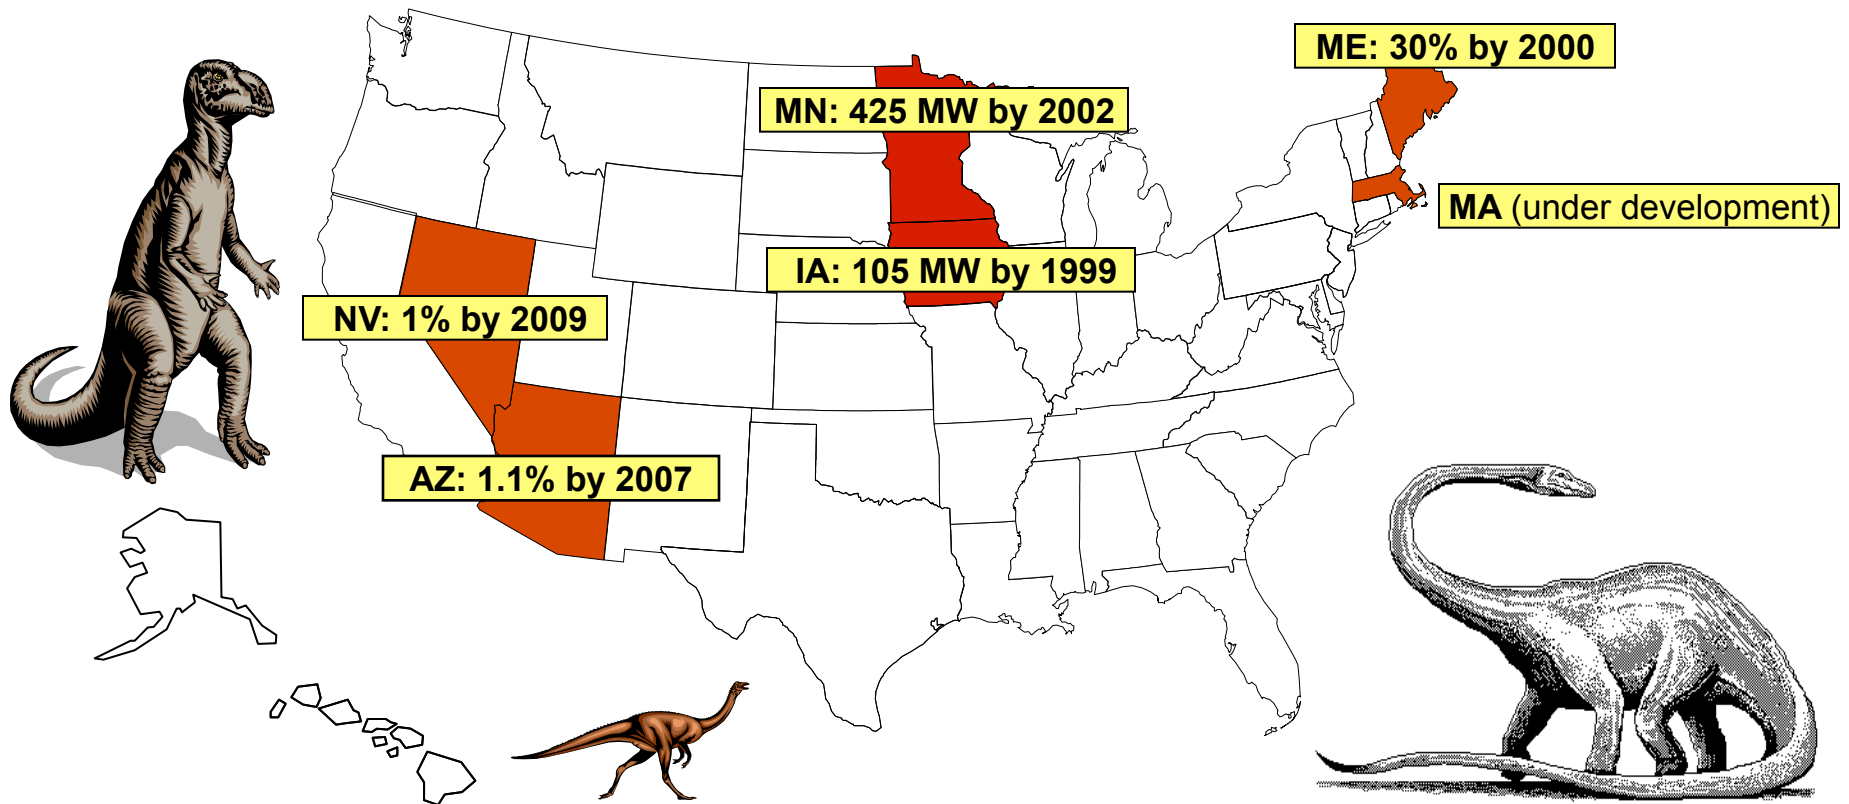 ME: 30% by 2000
MN: 425 MW by 2002
MA (under development)
IA: 105 MW by 1999
NV: 1% by 2009
AZ: 1.1% by 2007